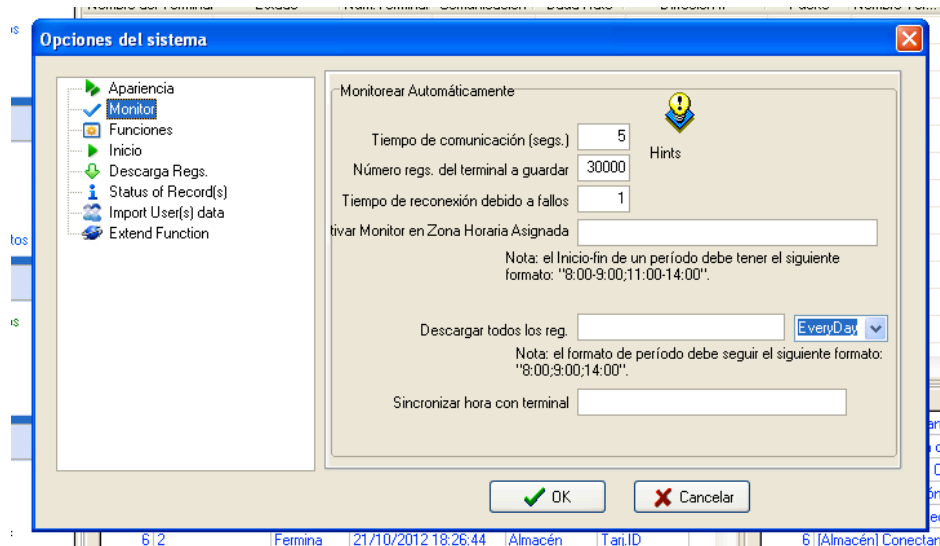 Opciones del sistema
Apariencia
Monitor
Funciones
Inicio
Descarga Regs.
Status of Record(s)
Import User(s) data
Extend Function
Monitorear Automáticamente
Tiempo de comunicación (segs.) 5
Hints
Número regs. del terminal a guardar 30000
Tiempo de reconexión debido a fallos 1
tivar Monitor en Zona Horaria Asignada
Nota: el Inicio-fin de un período debe tener el siguiente
formato: "8:00-9:00;11:00-14:00".
Descargar todos los reg. EveryDay
Nota: el formato de período debe seguir el siguiente formato:
"8:00;9:00;14:00".
Sincronizar hora con terminal
OK Cancelar
6 2 Fermina 21/10/2012 18:26:44 Almacén Tarj.ID 6 [Almacén] Conectan